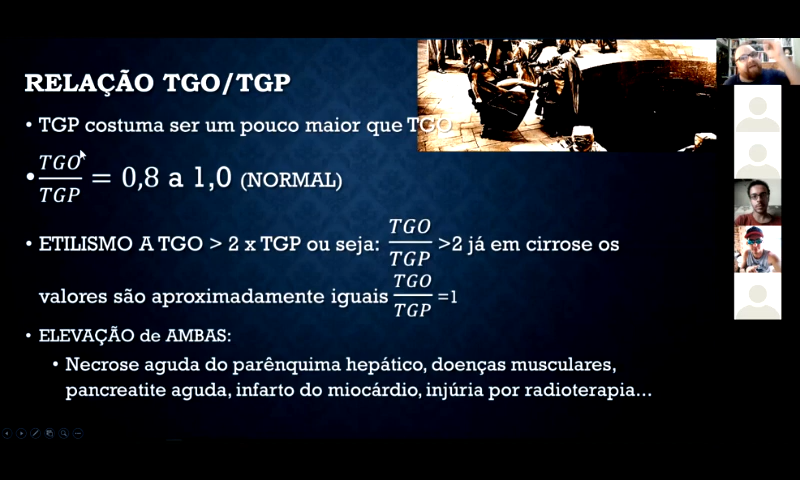 RELAÇÃO TGO/TGP
• TGP costuma ser um pouco maior que TGO
• TGO/TGP = 0,8 a 1,0 (NORMAL)
• ETILISMO A TGO > 2 x TGP ou seja: TGO/TGP >2 já em cirrose os
valores são aproximadamente iguais TGO/TGP =1
• ELEVAÇÃO de AMBAS:
• Necrose aguda do parênquima hepático, doenças musculares,
pancreatite aguda, infarto do miocárdio, injúria por radioterapia...